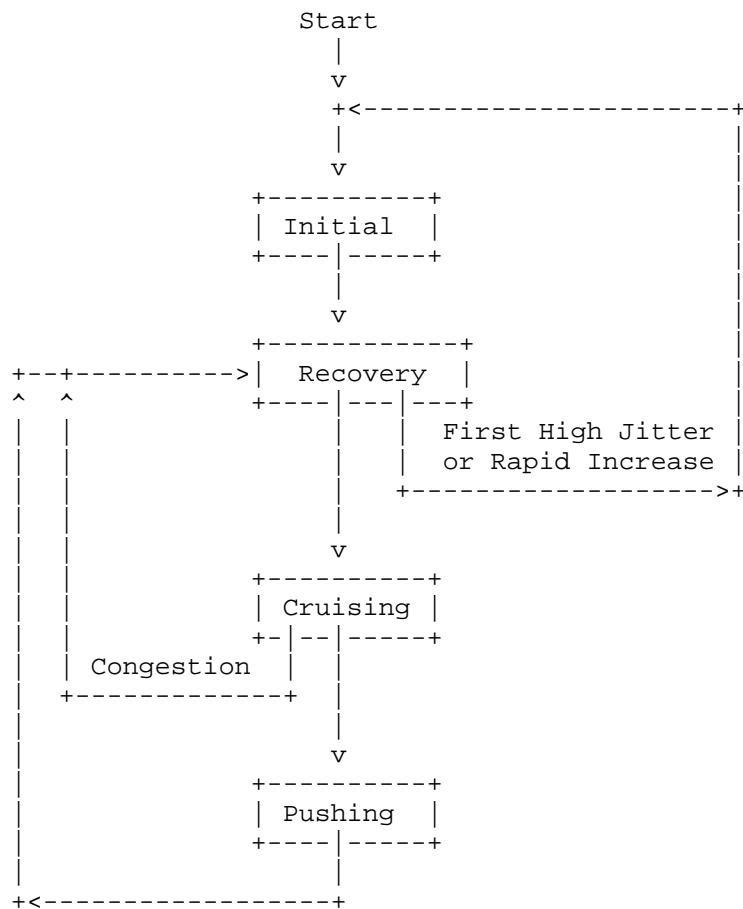 Start
Initial
Recovery
First High Jitter
or Rapid Increase
Cruising
Congestion
Pushing